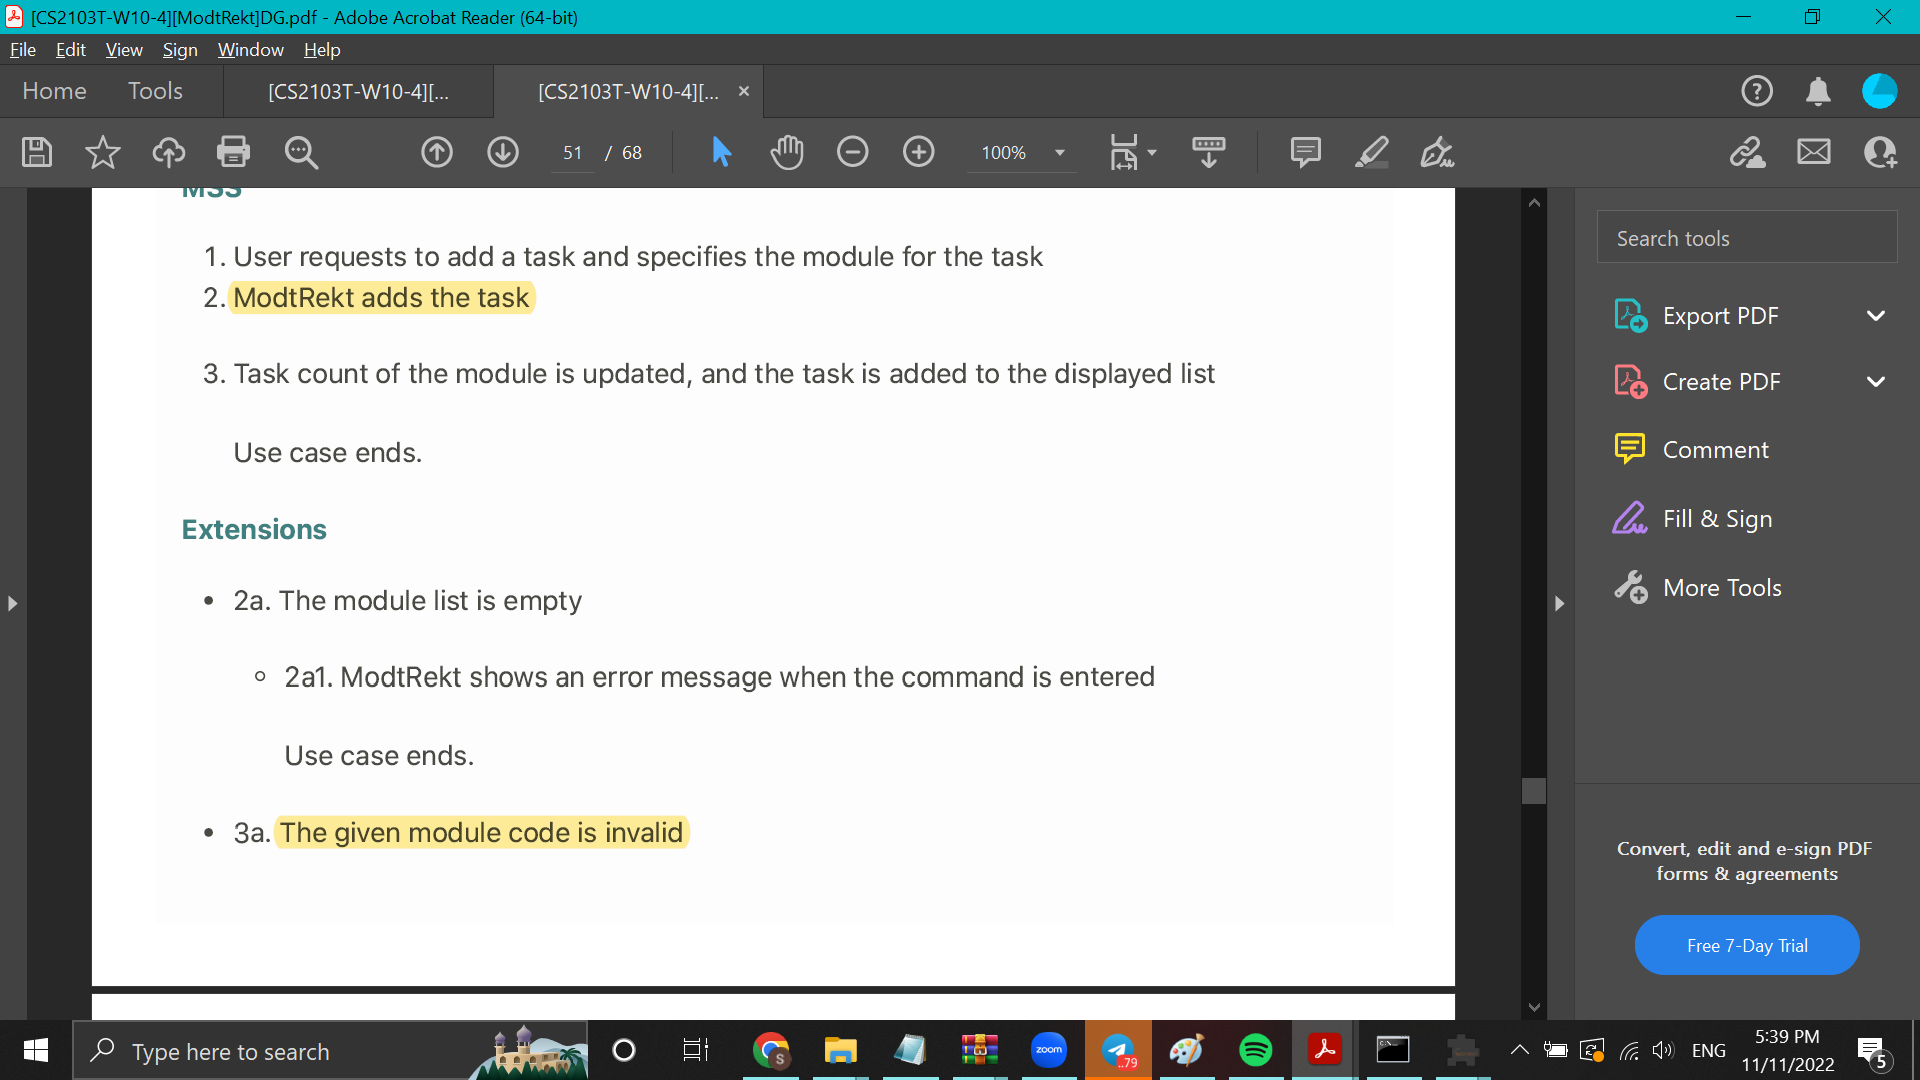 [CS2103T-W10-4][ModtRekt]DG.pdf - Adobe Acrobat Reader (64-bit)
File Edit View Sign Window Help
Home Tools [CS2103T-W10-4][... [CS2103T-W10-4][... ×
51 / 68 100%
MSS
1. User requests to add a task and specifies the module for the task
2. ModtRekt adds the task
3. Task count of the module is updated, and the task is added to the displayed list
Use case ends.
Extensions
• 2a. The module list is empty
○ 2a1. ModtRekt shows an error message when the command is entered
Use case ends.
• 3a. The given module code is invalid
Search tools
Export PDF
Create PDF
Comment
Fill & Sign
More Tools
Convert, edit and e-sign PDF
forms & agreements
Free 7-Day Trial
Type here to search
S
zoom
..79
ENG
5:39 PM
11/11/2022
5